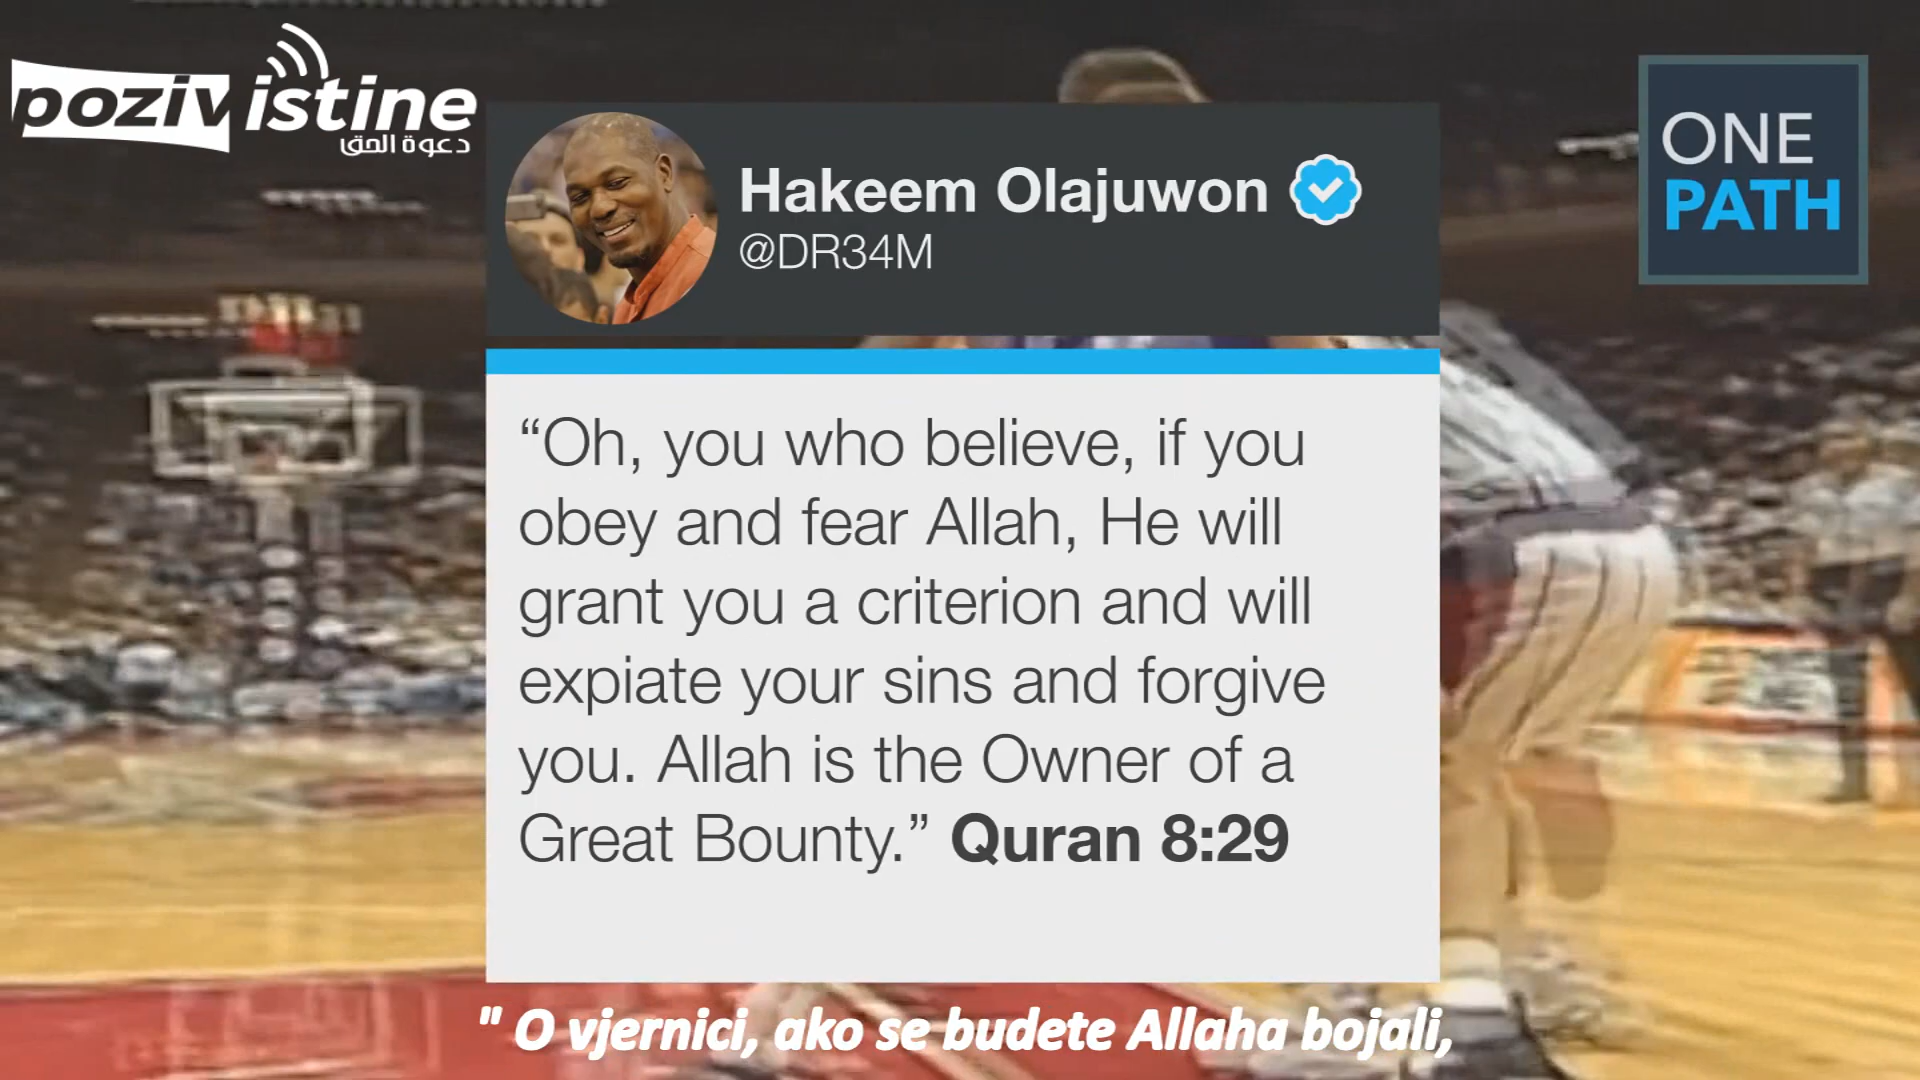 pozivistine
دعوة الحق
ONE
PATH
Hakeem Olajuwon
@DR34M
“Oh, you who believe, if you
obey and fear Allah, He will
grant you a criterion and will
expiate your sins and forgive
you. Allah is the Owner of a
Great Bounty.” Quran 8:29
" O vjernici, ako se budete Allaha bojali,